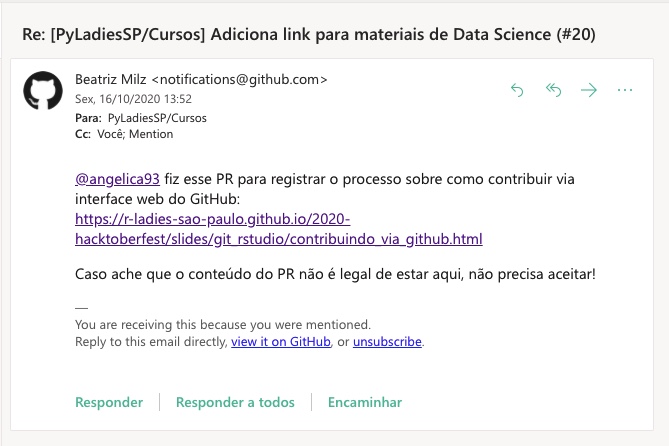 Re: [PyLadiesSP/Cursos] Adiciona link para materiais de Data Science (#20)
Beatriz Milz <notifications@github.com>
Sex, 16/10/2020 13:52
Para: PyLadiesSP/Cursos
Cc: Você; Mention
@angelica93 fiz esse PR para registrar o processo sobre como contribuir via
interface web do GitHub:
https://r-ladies-sao-paulo.github.io/2020-
hacktoberfest/slides/git_rstudio/contribuindo_via_github.html
Caso ache que o conteúdo do PR não é legal de estar aqui, não precisa aceitar!
—
You are receiving this because you were mentioned.
Reply to this email directly, view it on GitHub, or unsubscribe.
Responder Responder a todos Encaminhar